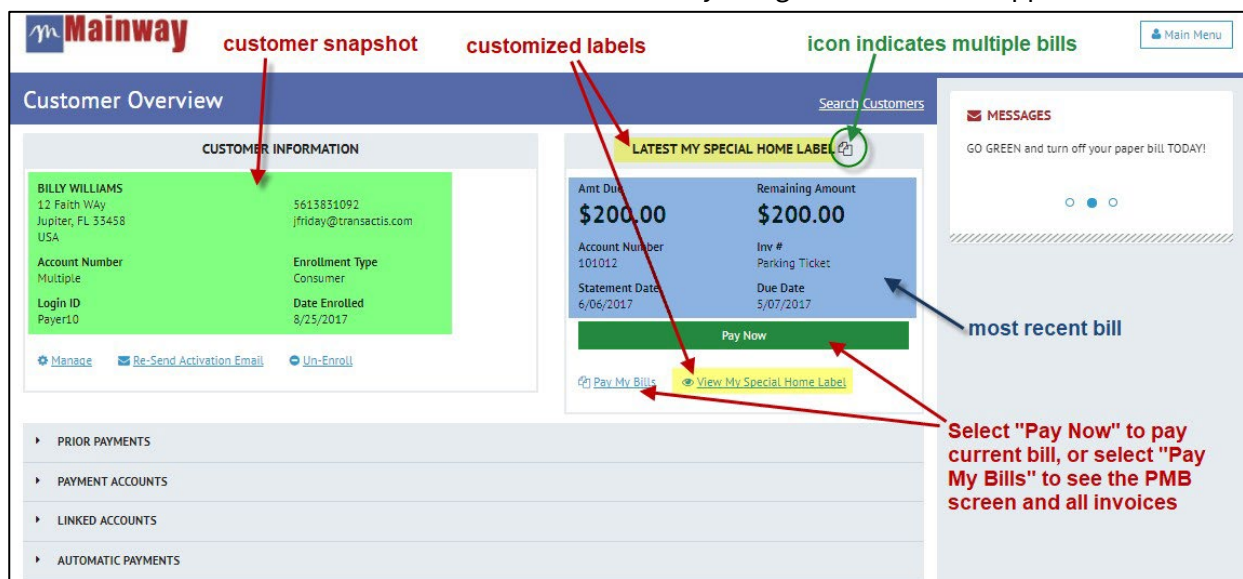 Mainway
customer snapshot
customized labels
icon indicates multiple bills
Main Menu
Customer Overview
Search Customers
MESSAGES
GO GREEN and turn off your paper bill TODAY!
CUSTOMER INFORMATION
BILLY WILLIAMS
12 Faith WAy
Jupiter, FL 33458
USA
5613831092
jfriday@transactis.com
Account Number
Multiple
Enrollment Type
Consumer
Login ID
Payer10
Date Enrolled
8/25/2017
Manage Re-Send Activation Email Un-Enroll
LATEST MY SPECIAL HOME LABEL
Amt Due
$200.00
Remaining Amount
$200.00
Account Number
101012
Inv #
Parking Ticket
Statement Date
6/06/2017
Due Date
5/07/2017
Pay Now
Pay My Bills View My Special Home Label
most recent bill
Select "Pay Now" to pay
current bill, or select "Pay
My Bills" to see the PMB
screen and all invoices
PRIOR PAYMENTS
PAYMENT ACCOUNTS
LINKED ACCOUNTS
AUTOMATIC PAYMENTS